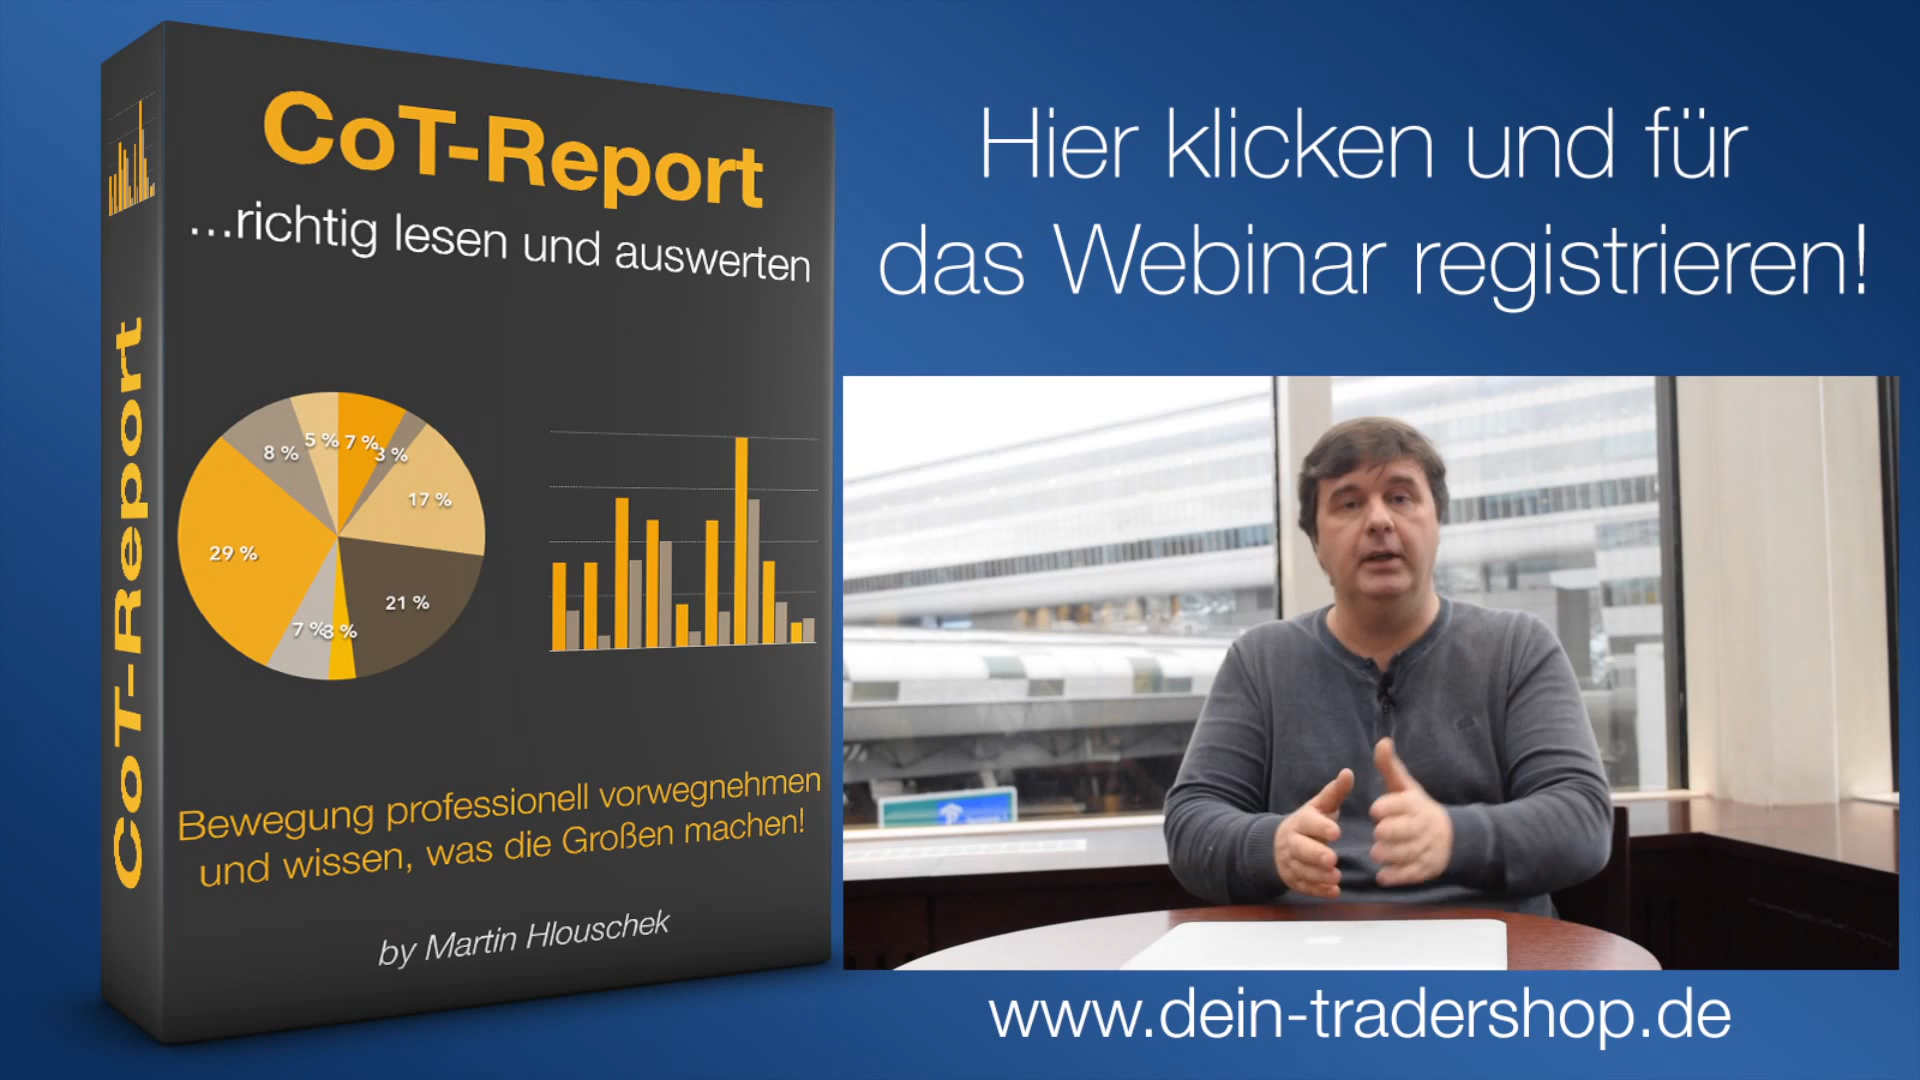 CoT-Report
CoT-Report
...richtig lesen und auswerten
5 %
7 %
3 %
8 %
17 %
29 %
21 %
7 %
3 %
Bewegung professionell vorwegnehmen
und wissen, was die Großen machen!
by Martin Hlouschek
Hier klicken und für
das Webinar registrieren!
www.dein-tradershop.de